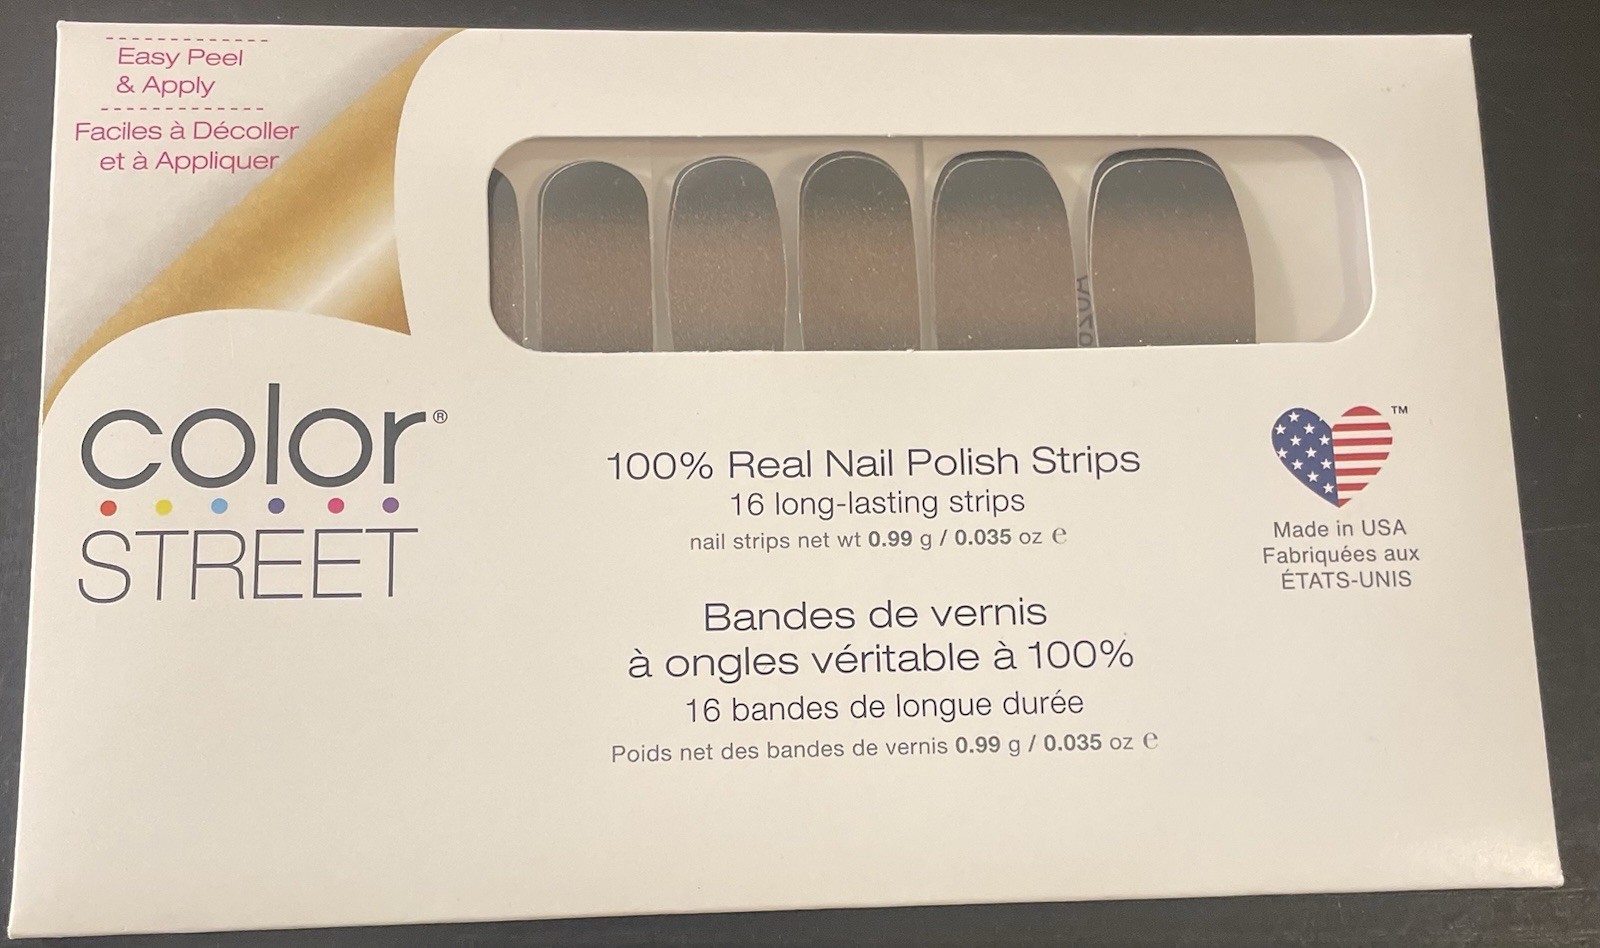 Easy Peel
& Apply
Faciles à Décoller
et à Appliquer
color®
STREET
100% Real Nail Polish Strips
16 long-lasting strips
nail strips net wt 0.99 g / 0.035 oz ℮
Bandes de vernis
à ongles véritable à 100%
16 bandes de longue durée
Poids net des bandes de vernis 0.99 g / 0.035 oz ℮
™
Made in USA
Fabriquées aux
ÉTATS-UNIS